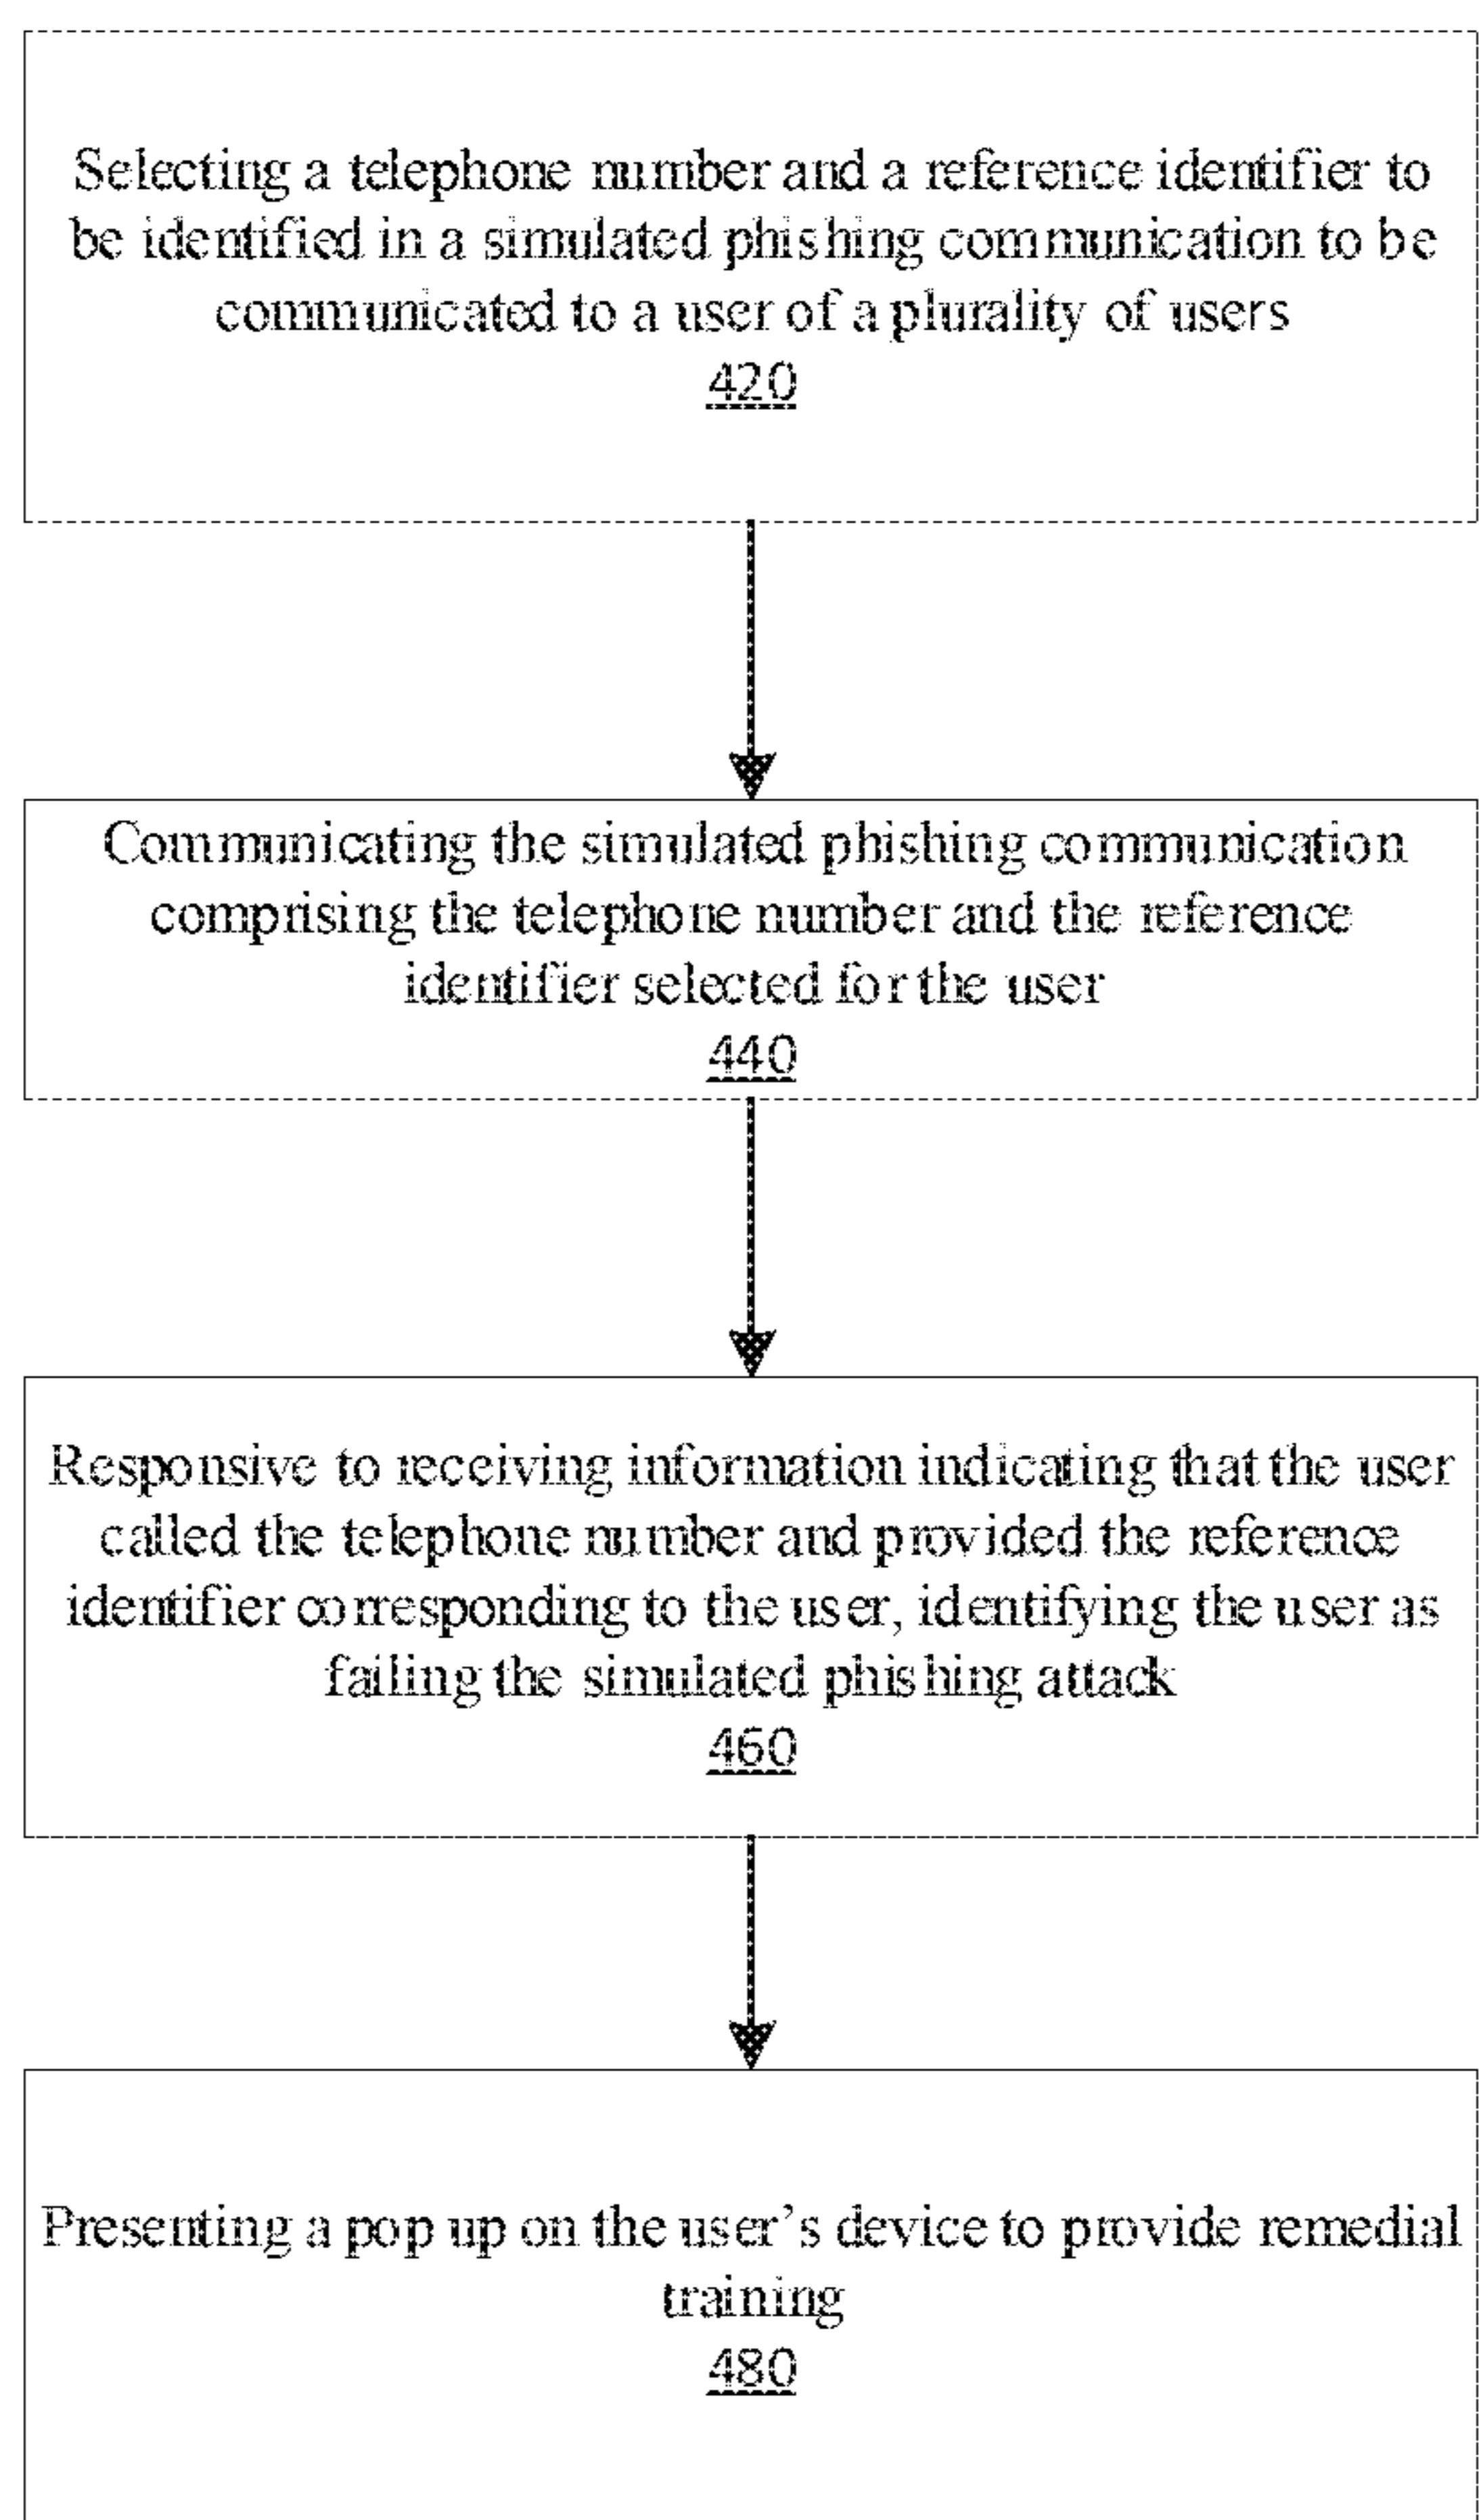 Selecting a telephone number and a reference identifier to
be identified in a simulated phishing communication to be
communicated to a user of a plurality of users
420
Communicating the simulated phishing communication
comprising the telephone number and the reference
identifier selected for the user
440
Responsive to receiving information indicating that the user
called the telephone number and provided the reference
identifier corresponding to the user, identifying the user as
failing the simulated phishing attack
460
Presenting a pop up on the user's device to provide remedial
training
480